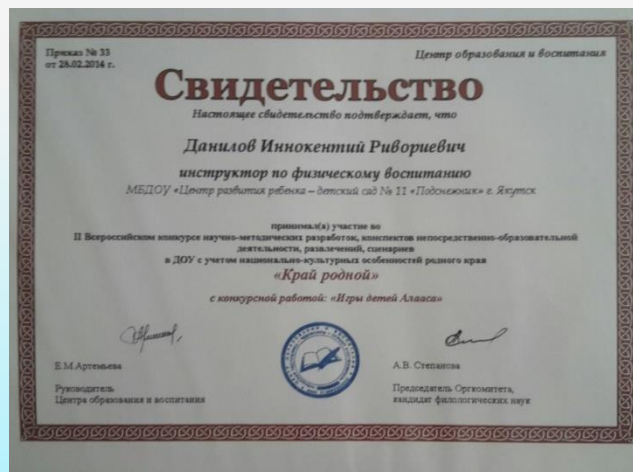 Приказ № 33
от 28.02.2014 г.
Центр образования и воспитания
Свидетельство
Настоящее свидетельство подтверждает, что
Данилов Иннокентий Ривориевич
инструктор по физическому воспитанию
МБДОУ «Центр развития ребенка – детский сад № 11 «Подснежник» г. Якутск
принимал(а) участие во
II Всероссийском конкурсе научно-методических разработок, конспектов непосредственно-образовательной
деятельности, развлечений, сценариев
в ДОУ с учетом национально-культурных особенностей родного края
«Край родной»
с конкурсной работой: «Игры детей Алааса»
Е.М.Артемьева
А.В. Степанова
Руководитель
Центра образования и воспитания
Председатель Оргкомитета,
кандидат филологических наук